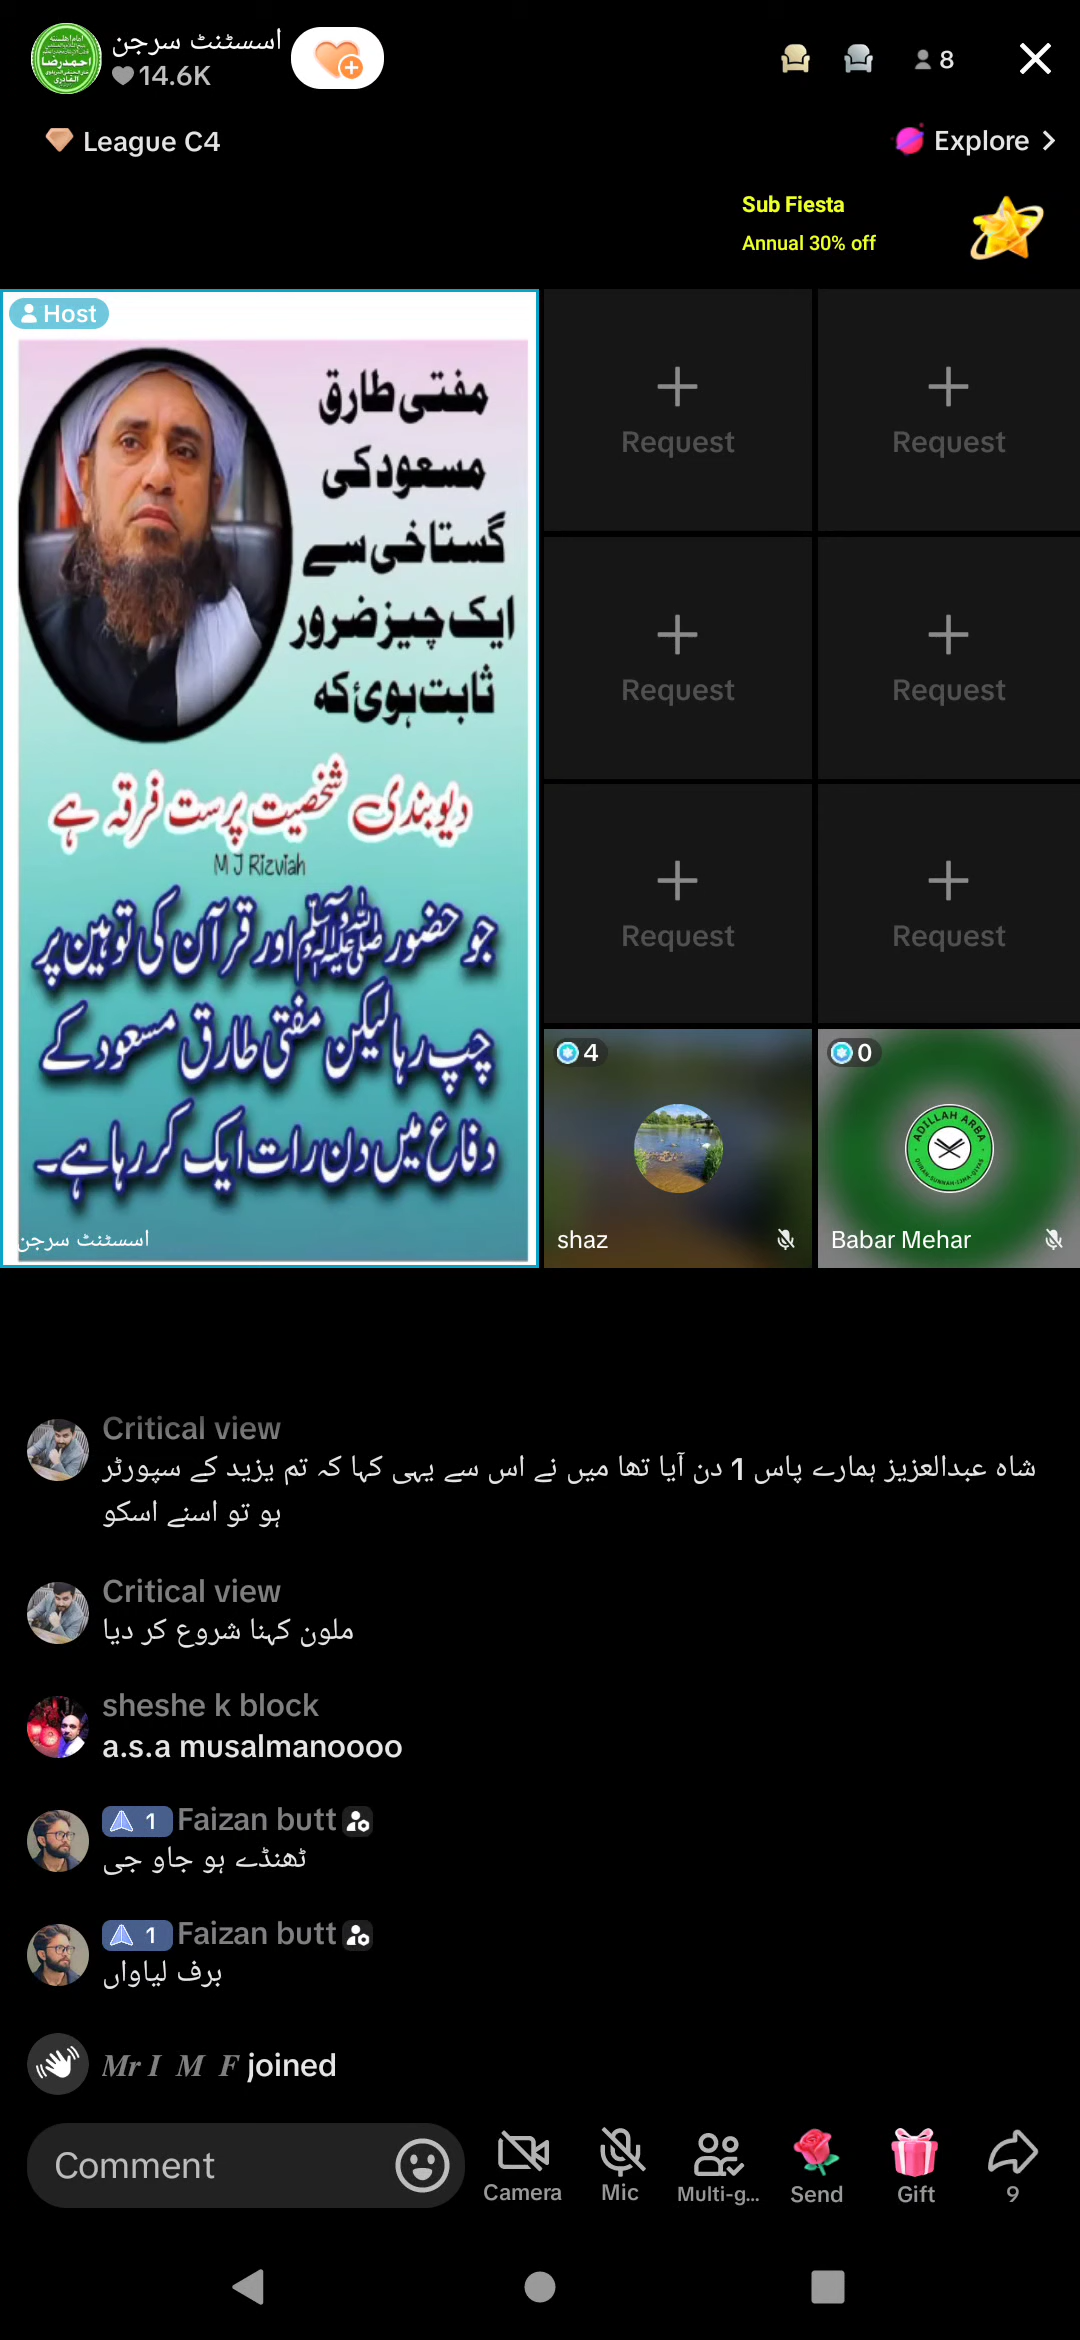 اسسٹنٹ سرجن
14.6K
8
League C4
Explore
Sub Fiesta
Annual 30% off
Host
مفتی طارق
مسعود کی
گستاخی سے
ایک چیز ضرور
ثابت ہوئ کہ
دیوبندی شخصیت پرست فرقہ ہے
M J Rizviah
جو حضور ﷺ اور قرآن کی توہین پر
چپ رہا لیکن مفتی طارق مسعود کے
دفاع میں دن رات ایک کر رہا ہے۔
اسسٹنٹ سرجن
Request
Request
Request
Request
Request
Request
4
shaz
0
ADILLAH ARBA
Babar Mehar
Critical view
شاہ عبدالعزیز ہمارے پاس 1 دن آیا تھا میں نے اس سے یہی کہا کہ تم یزید کے سپورٹر
ہو تو اسنے اسکو
Critical view
ملون کہنا شروع کر دیا
sheshe k block
a.s.a musalmanoooo
1 Faizan butt
ٹھنڈے ہو جاو جی
1 Faizan butt
برف لیاواں
Mr I M F joined
Comment
Camera
Mic
Multi-g...
Send
Gift
9